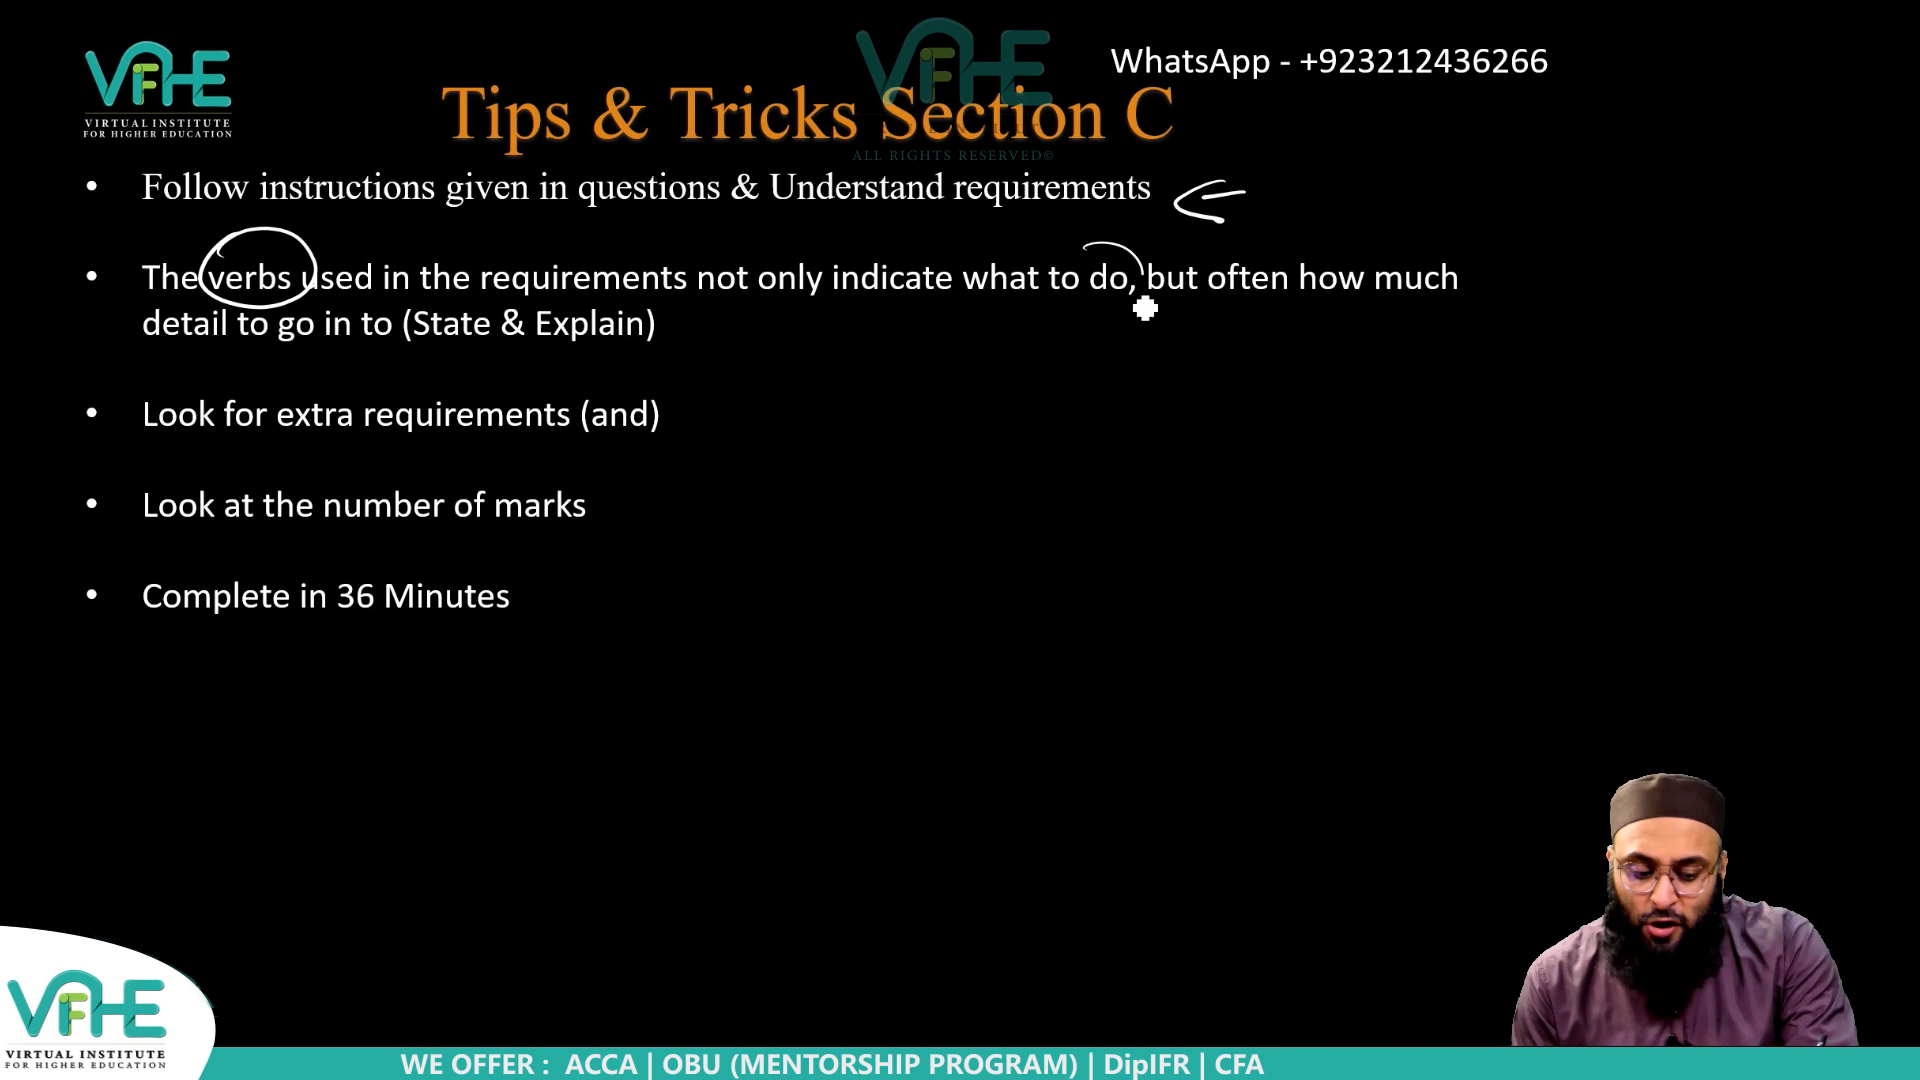 VIFHE
VIRTUAL INSTITUTE
FOR HIGHER EDUCATION
WhatsApp - +923212436266
Tips & Tricks Section C
ALL RIGHTS RESERVED©
• Follow instructions given in questions & Understand requirements
• The verbs used in the requirements not only indicate what to do, but often how much
detail to go in to (State & Explain)
• Look for extra requirements (and)
• Look at the number of marks
• Complete in 36 Minutes
VIFHE
VIRTUAL INSTITUTE
FOR HIGHER EDUCATION
WE OFFER : ACCA | OBU (MENTORSHIP PROGRAM) | DipIFR | CFA